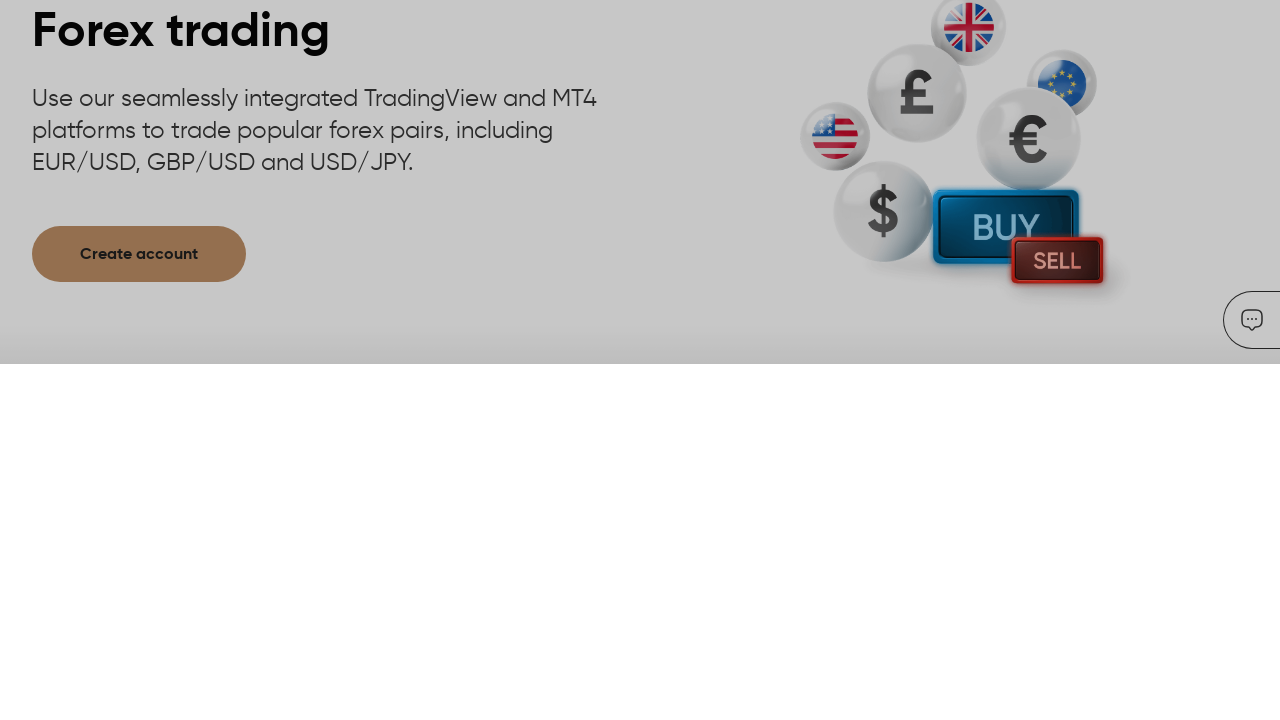 Forex trading
Use our seamlessly integrated TradingView and MT4
platforms to trade popular forex pairs, including
EUR/USD, GBP/USD and USD/JPY.
Create account
£
€
$
BUY
SELL